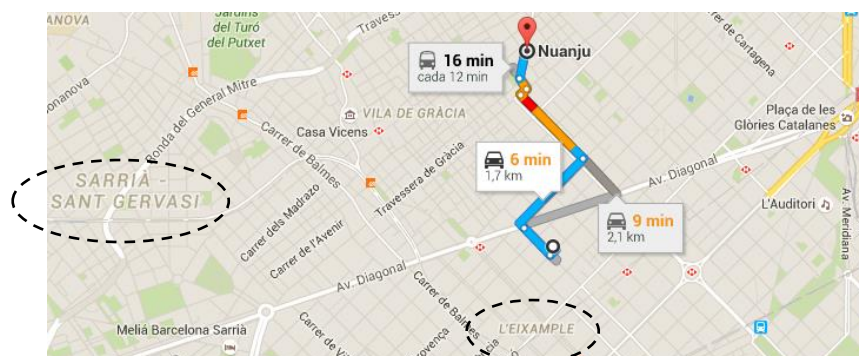 ANOVA
Jardins
del Turó
del Putxet
Travessera de
Carrer de Cartagena
Nuanju
16 min
cada 12 min
onanova
Ronda del General Mitre
VILA DE GRÀCIA
Plaça de les
Glòries Catalanes
Casa Vicens
Carrer de Balmes
6 min
1,7 km
SARRIÀ -
SANT GERVASI
Travessera de Gràcia
Av. Diagonal
L'Auditori
Av. Meridiana
Carrer dels Madrazo
9 min
2,1 km
Carrer de l'Avenir
Av. Diagonal
Carrer de Balmes
Meliá Barcelona Sarrià
L'EIXAMPLE